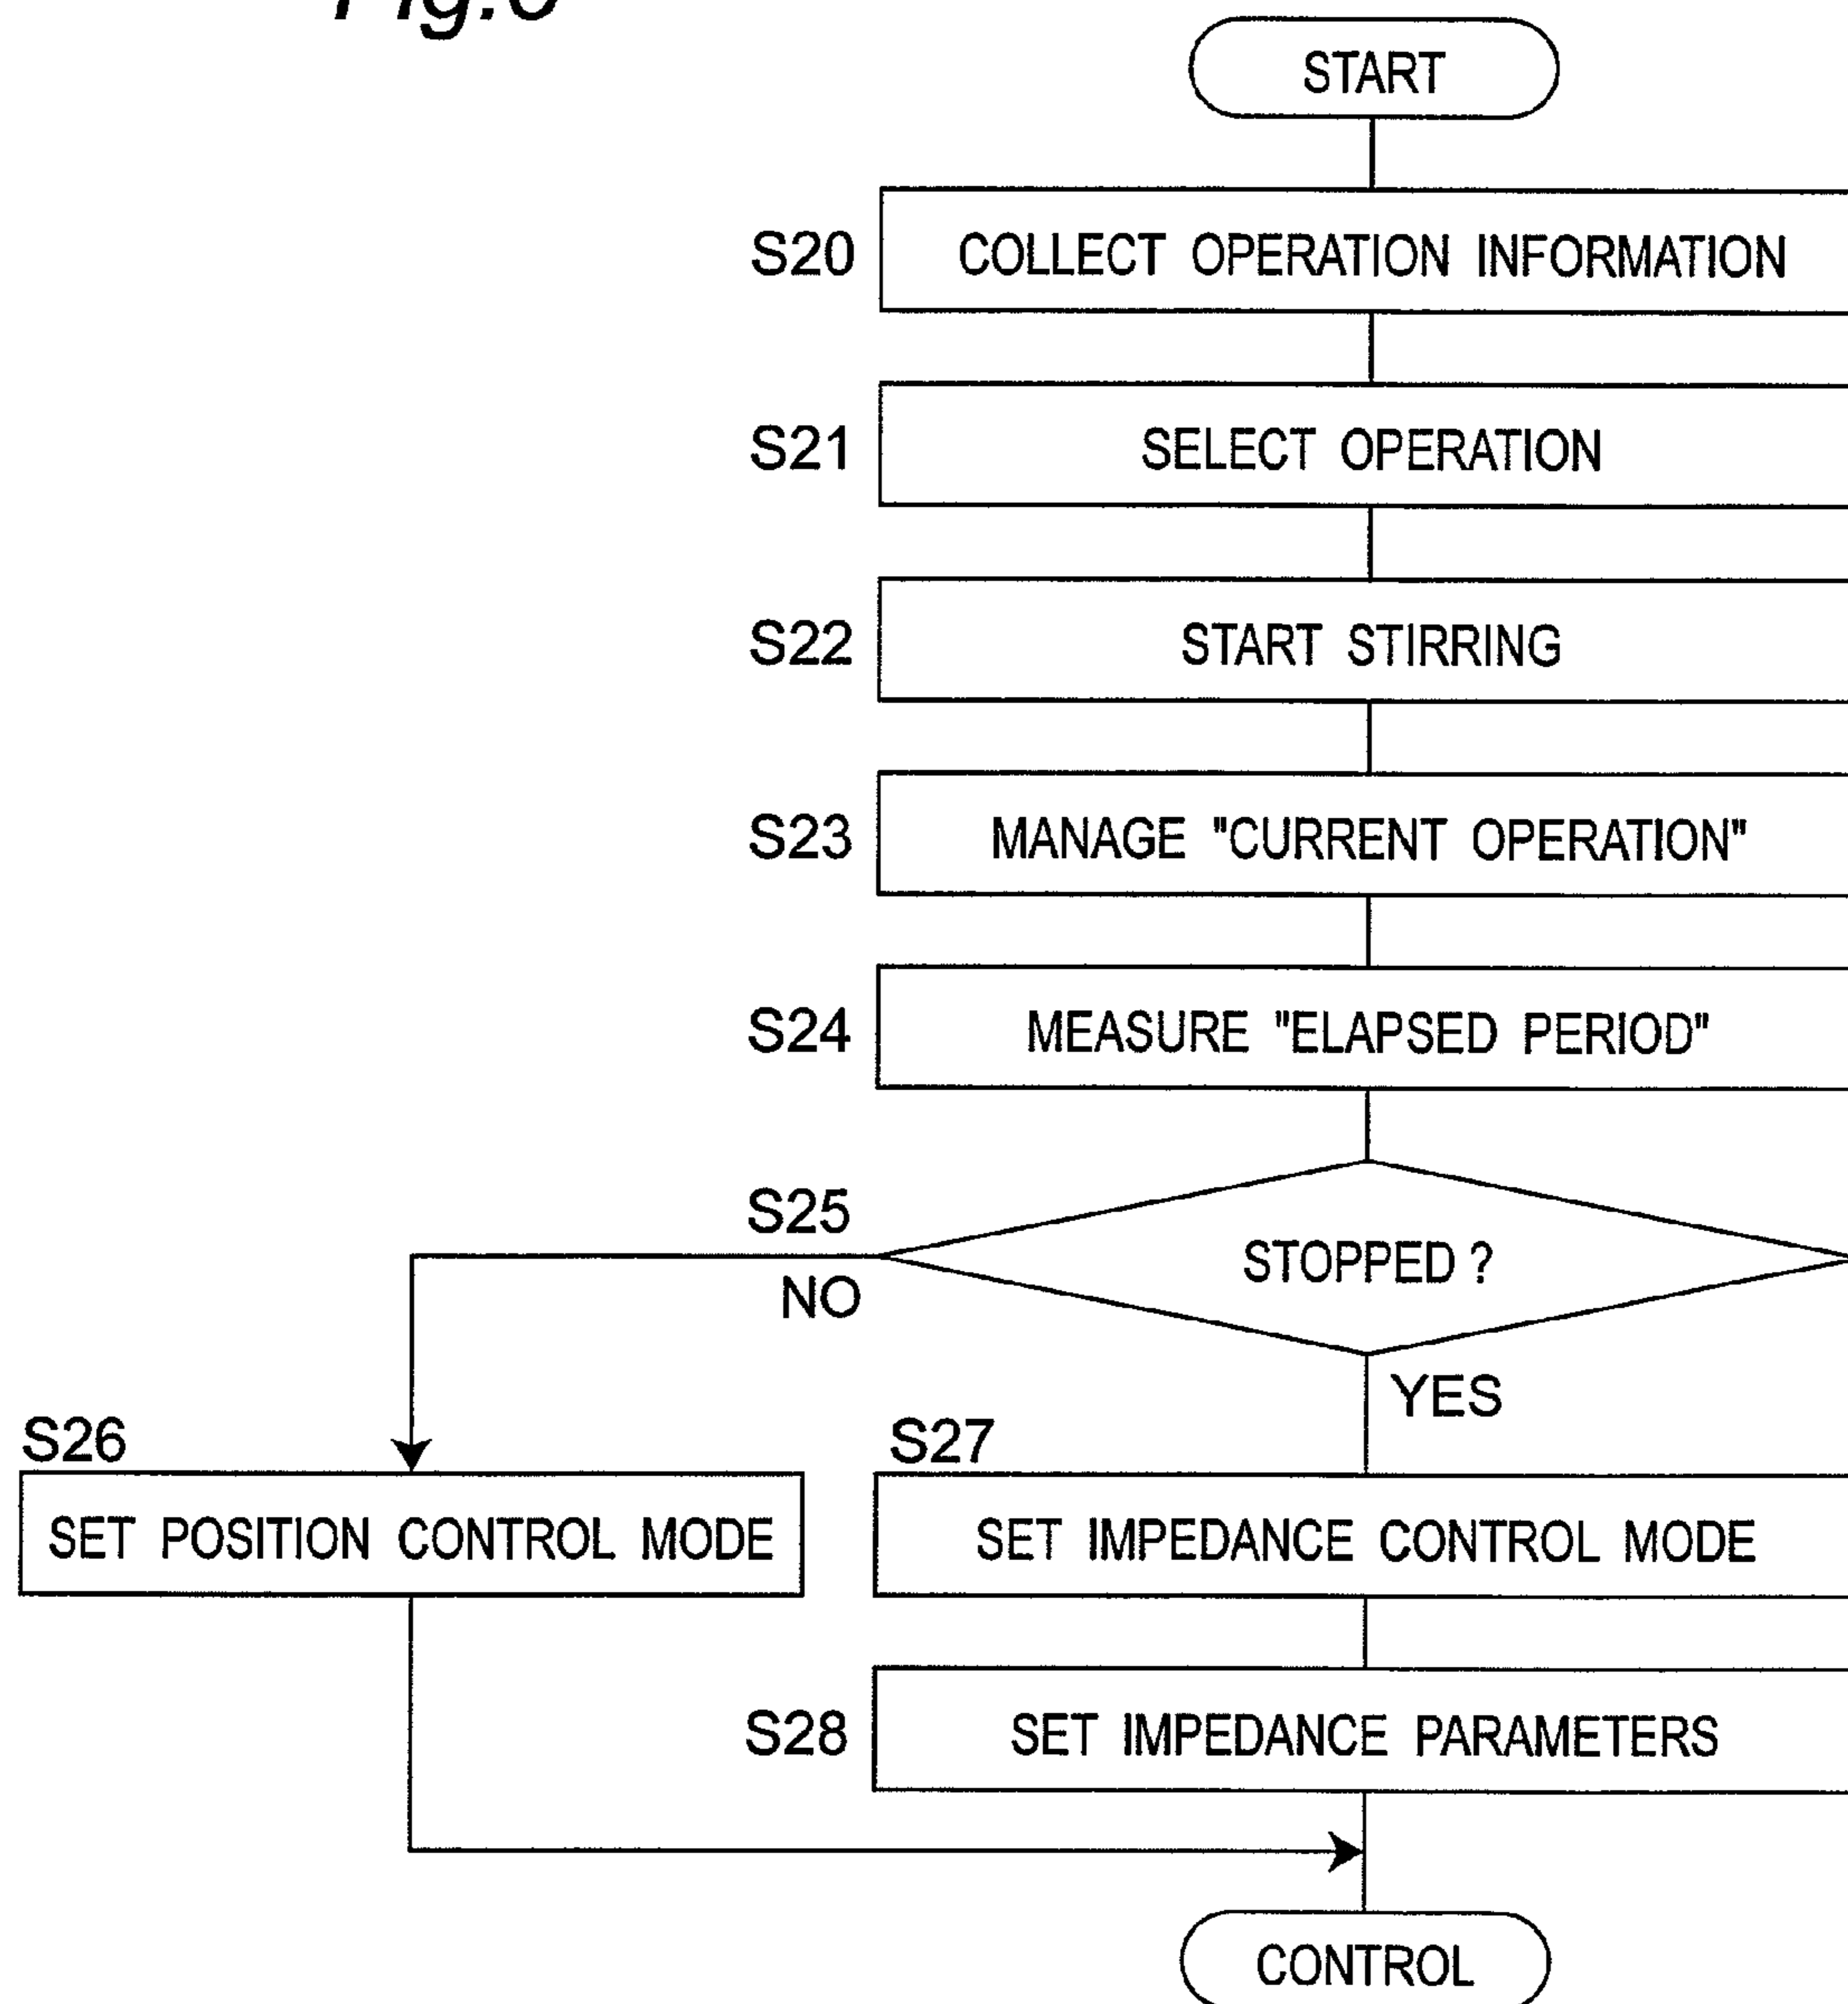 START
S20 COLLECT OPERATION INFORMATION
S21 SELECT OPERATION
S22 START STIRRING
S23 MANAGE "CURRENT OPERATION"
S24 MEASURE "ELAPSED PERIOD"
S25
STOPPED ?
NO
YES
S26
SET POSITION CONTROL MODE
S27
SET IMPEDANCE CONTROL MODE
S28 SET IMPEDANCE PARAMETERS
CONTROL